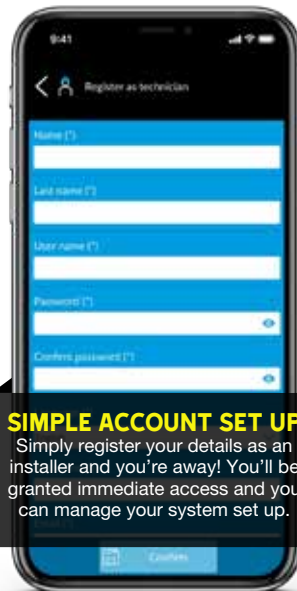 9:41
Register as technician
Name (*)
Last name (*)
User name (*)
Password (*)
Confirm password (*)
SIMPLE ACCOUNT SET UP
Simply register your details as an
installer and you're away! You'll be
granted immediate access and you
can manage your system set up.
Email (*)
Confirm